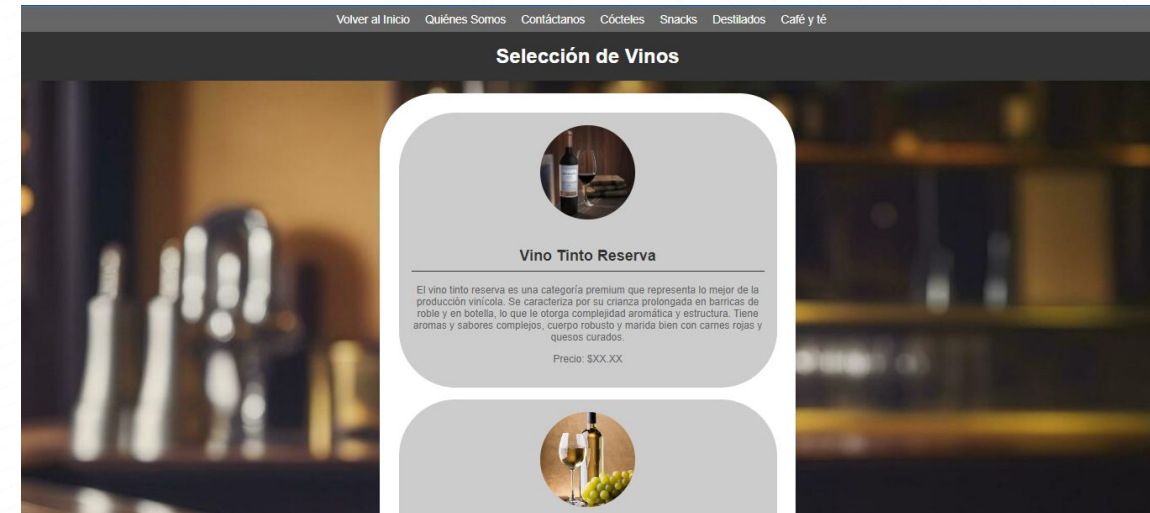 Volver al Inicio Quiénes Somos Contáctanos Cócteles Snacks Destilados Café y té
Selección de Vinos
Vino Tinto Reserva
El vino tinto reserva es una categoría premium que representa lo mejor de la
producción vinícola. Se caracteriza por su crianza prolongada en barricas de
roble y en botella, lo que le otorga complejidad aromática y estructura. Tiene
aromas y sabores complejos, cuerpo robusto y marida bien con carnes rojas y
quesos curados.
Precio: $XX.XX